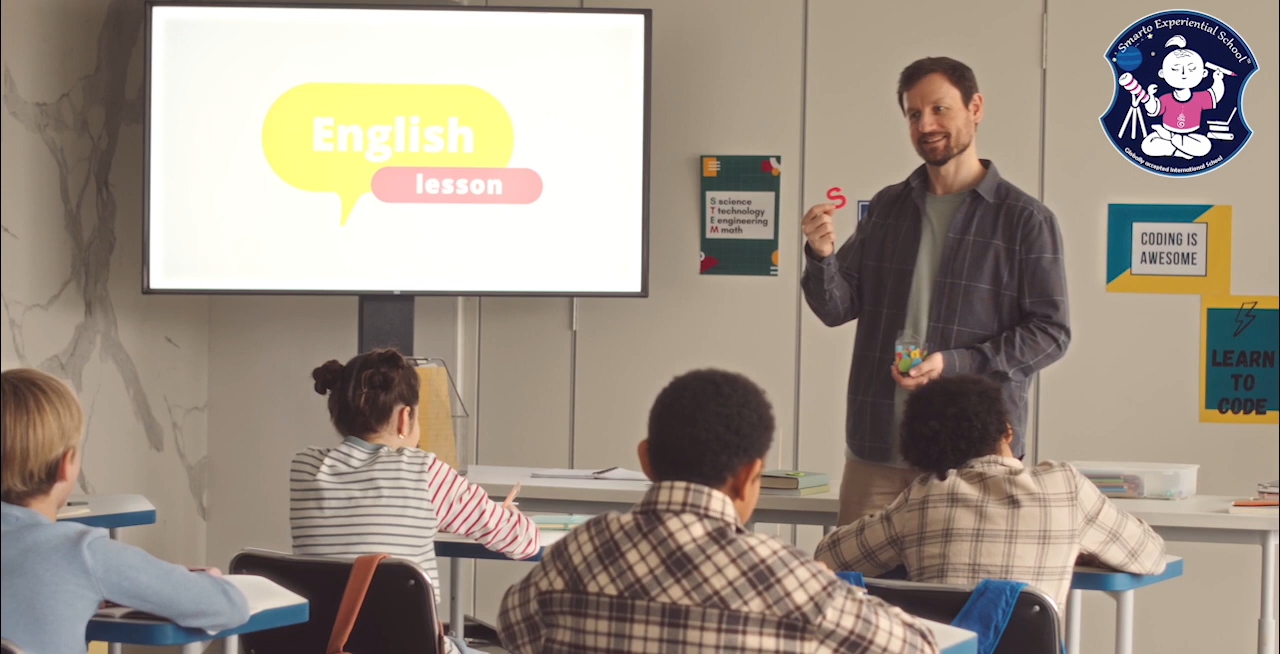 English
lesson
S science
T technology
E engineering
M math
S
Smarto Experiential School
Globally accepted International School
CODING IS
AWESOME
LEARN
TO
CODE